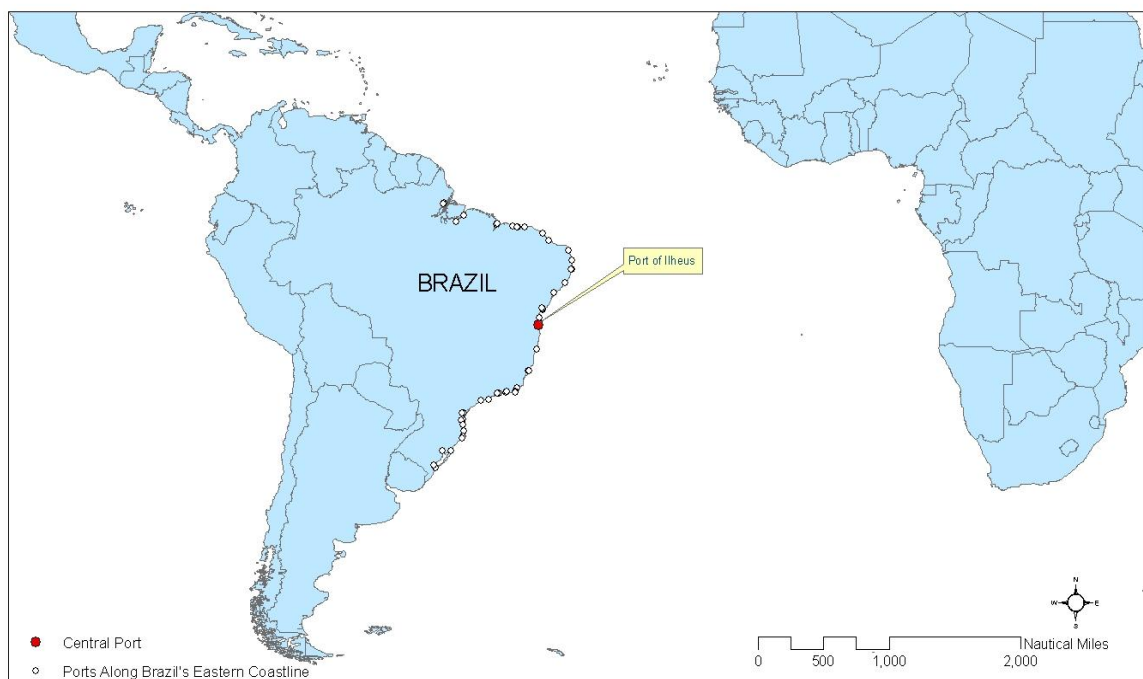 Port of Ilheus
BRAZIL
N
W E
S
Central Port
Ports Along Brazil's Eastern Coastline
Nautical Miles
0 500 1,000 2,000